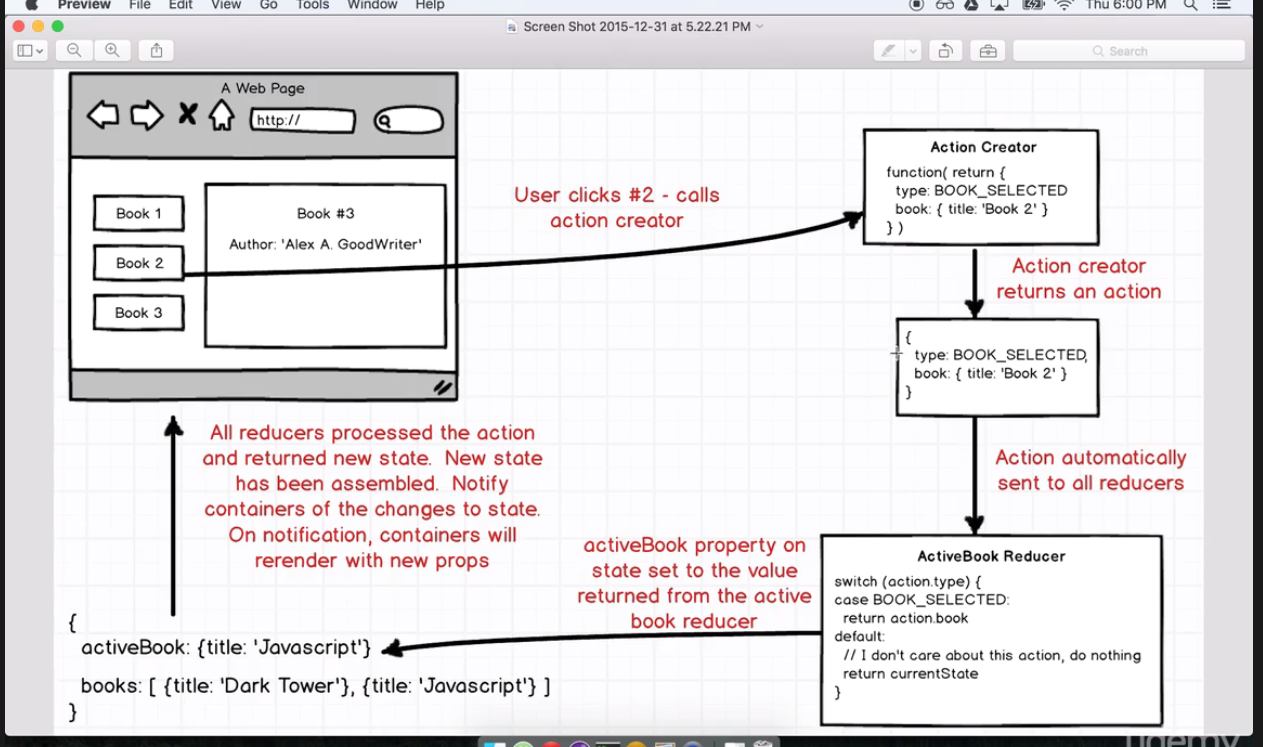 Preview File Edit View Go Tools Window Help
Thu 6:00 PM
Screen Shot 2015-12-31 at 5.22.21 PM
Search
A Web Page
http://
Book 1
Book 2
Book 3
Book #3
Author: 'Alex A. GoodWriter'
User clicks #2 - calls
action creator
Action Creator
function( return {
type: BOOK_SELECTED
book: { title: 'Book 2' }
} )
Action creator
returns an action
{
type: BOOK_SELECTED,
book: { title: 'Book 2' }
}
Action automatically
sent to all reducers
ActiveBook Reducer
switch (action.type) {
case BOOK_SELECTED:
return action.book
default:
// I don't care about this action, do nothing
return currentState
}
activeBook property on
state set to the value
returned from the active
book reducer
All reducers processed the action
and returned new state. New state
has been assembled. Notify
containers of the changes to state.
On notification, containers will
rerender with new props
{
activeBook: {title: 'Javascript'}
books: [ {title: 'Dark Tower'}, {title: 'Javascript'} ]
}
udemy